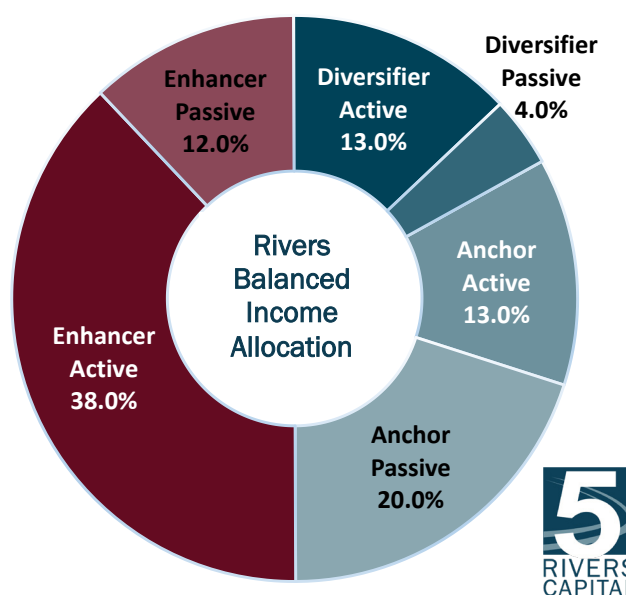 Diversifier
Passive
4.0%
Enhancer
Passive
12.0%
Diversifier
Active
13.0%
Anchor
Active
13.0%
Rivers
Balanced
Income
Allocation
Enhancer
Active
38.0%
Anchor
Passive
20.0%
5
RIVERS
CAPITAL